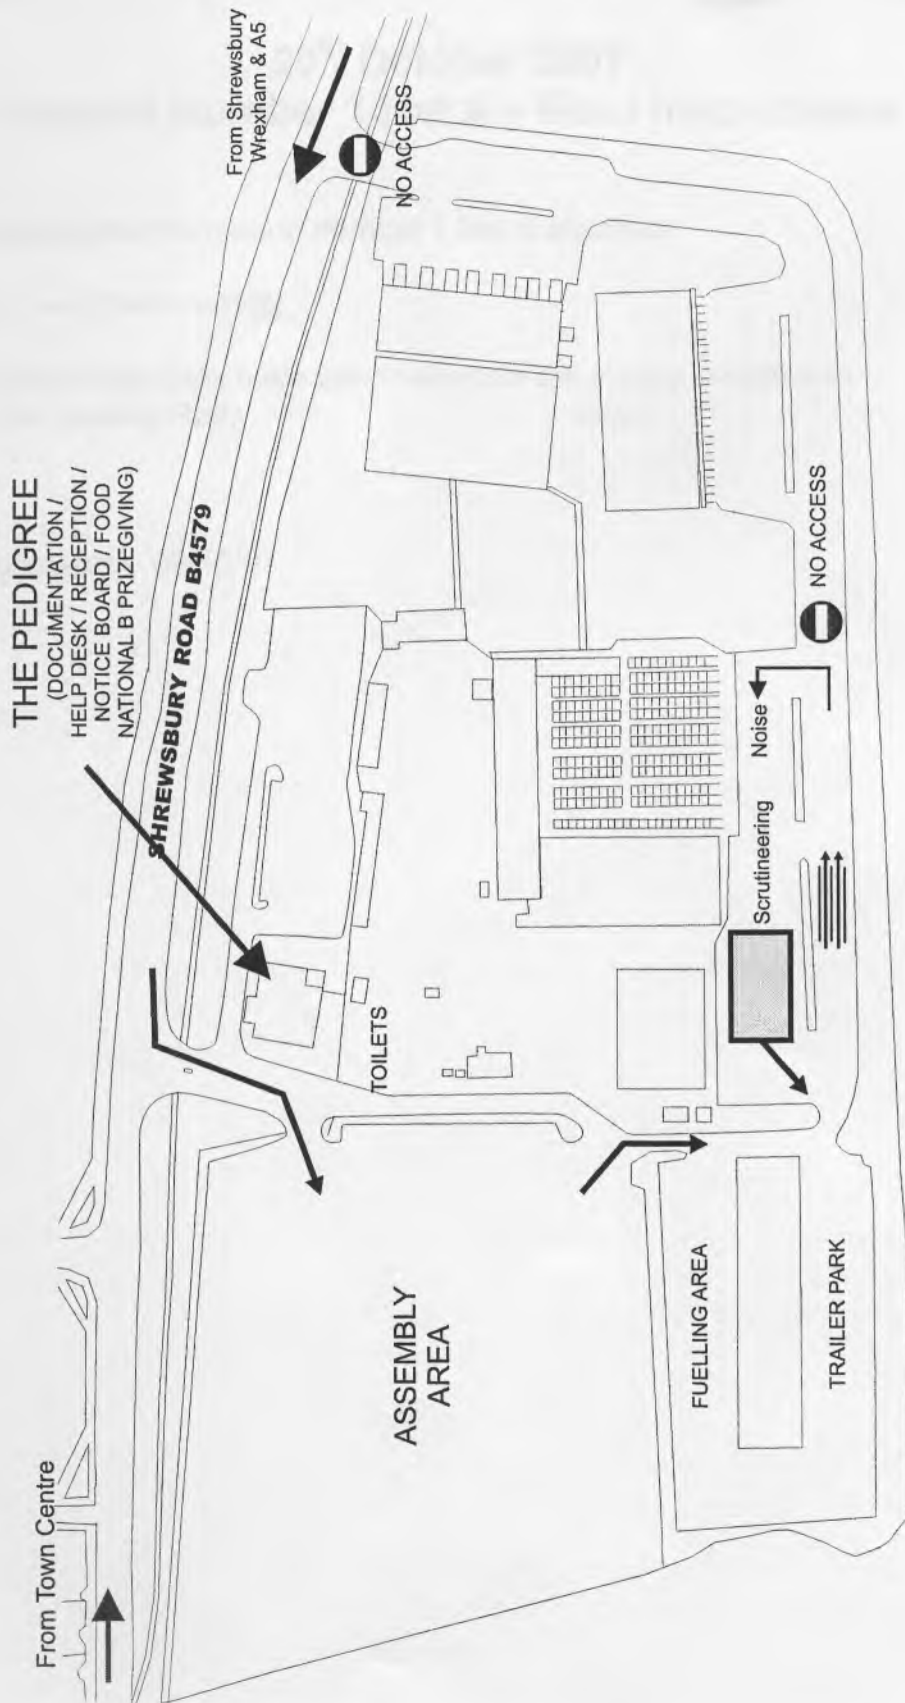 From Town Centre
THE PEDIGREE
(DOCUMENTATION /
HELP DESK / RECEPTION /
NOTICE BOARD / FOOD
NATIONAL B PRIZEGIVING)
From Shrewsbury
Wrexham & A5
SHREWSBURY ROAD B4579
NO ACCESS
TOILETS
ASSEMBLY
AREA
FUELLING AREA
Scrutineering
Noise
NO ACCESS
TRAILER PARK